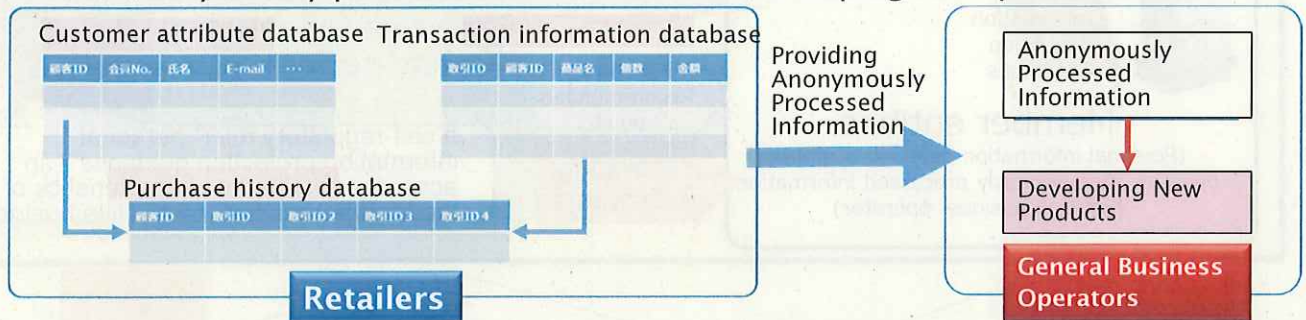 Customer attribute database
Transaction information database
顧客ID 会員No. 氏名 E-mail ...
取引ID 顧客ID 商品名 個数 金額
Purchase history database
顧客ID 取引ID 取引ID 2 取引ID 3 取引ID 4
Retailers
Providing
Anonymously
Processed
Information
Anonymously
Processed
Information
Developing New
Products
General Business
Operators